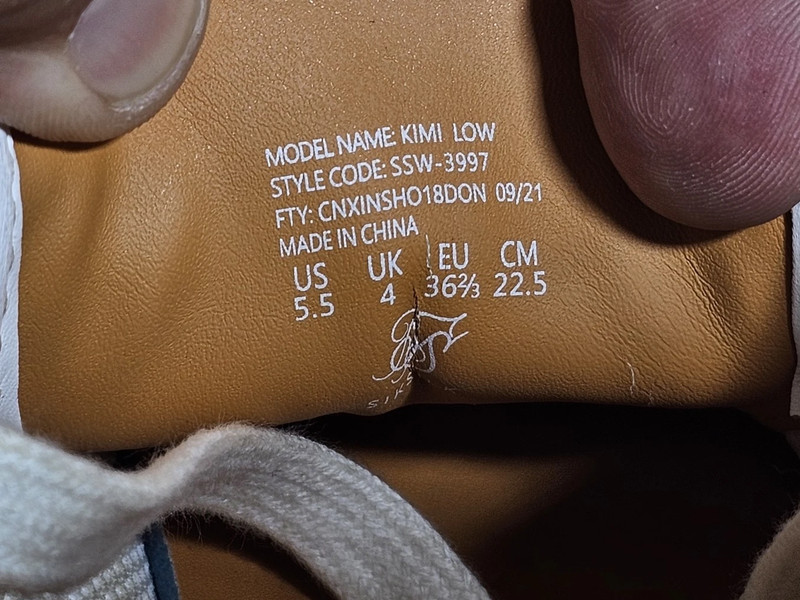 MODEL NAME: KIMI LOW
STYLE CODE: SSW-3997
FTY: CNXINSHO18DON 09/21
MADE IN CHINA
US UK EU CM
5.5 4 36⅔ 22.5